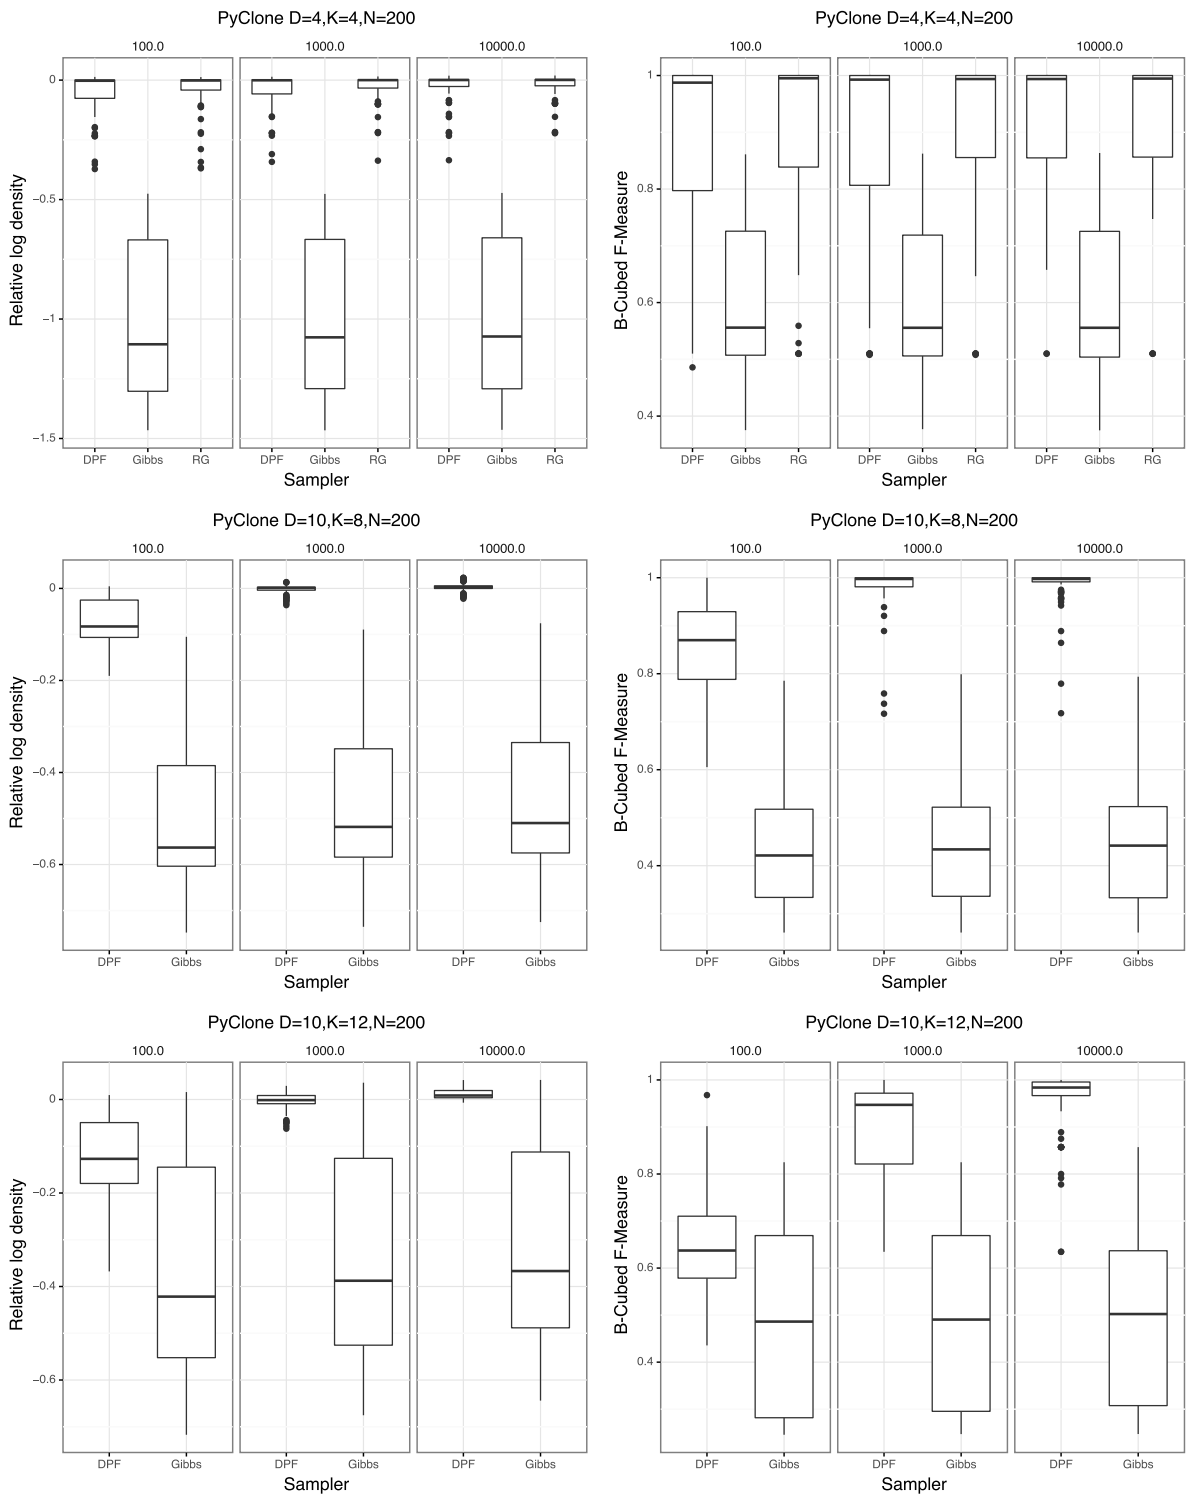 PyClone D=4,K=4,N=200
100.0 1000.0 10000.0
Relative log density
0
−0.5
−1
−1.5
DPF Gibbs RG DPF Gibbs RG DPF Gibbs RG
Sampler
PyClone D=4,K=4,N=200
100.0 1000.0 10000.0
B-Cubed F-Measure
1
0.8
0.6
0.4
DPF Gibbs RG DPF Gibbs RG DPF Gibbs RG
Sampler
PyClone D=10,K=8,N=200
100.0 1000.0 10000.0
Relative log density
0
−0.2
−0.4
−0.6
DPF Gibbs DPF Gibbs DPF Gibbs
Sampler
PyClone D=10,K=8,N=200
100.0 1000.0 10000.0
B-Cubed F-Measure
1
0.8
0.6
0.4
DPF Gibbs DPF Gibbs DPF Gibbs
Sampler
PyClone D=10,K=12,N=200
100.0 1000.0 10000.0
Relative log density
0
−0.2
−0.4
−0.6
DPF Gibbs DPF Gibbs DPF Gibbs
Sampler
PyClone D=10,K=12,N=200
100.0 1000.0 10000.0
B-Cubed F-Measure
1
0.8
0.6
0.4
DPF Gibbs DPF Gibbs DPF Gibbs
Sampler